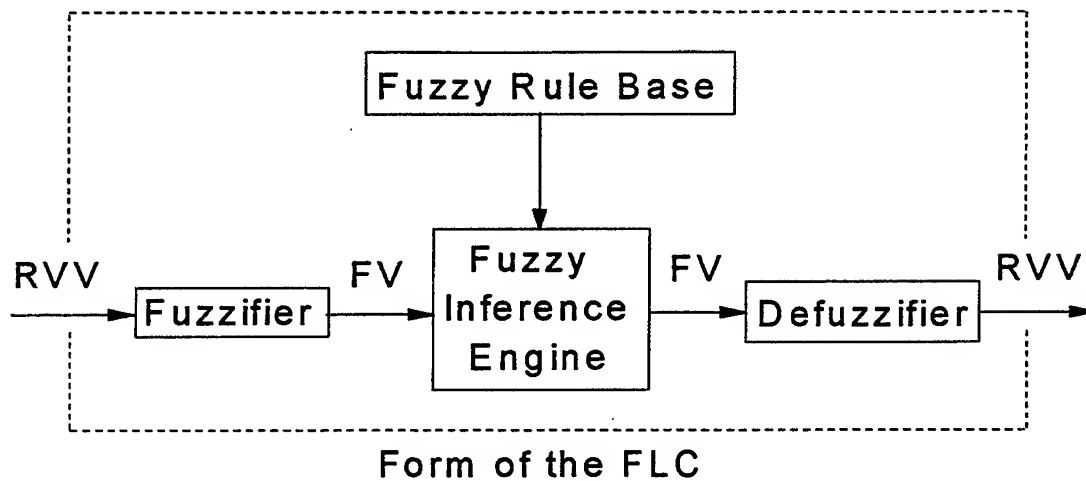 Fuzzy Rule Base
RVV
Fuzzifier
FV
Fuzzy
Inference
Engine
FV
Defuzzifier
RVV
Form of the FLC